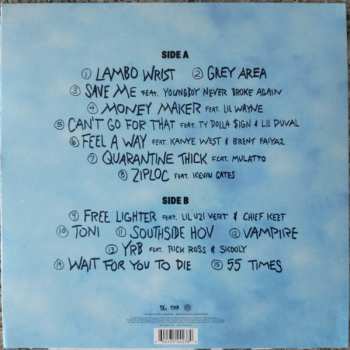 SIDE A
① LAMBO WRIST ② GREY AREA
③ SAVE ME FEAT. YOUNGBOY NEVER BROKE AGAIN
④ MONEY MAKER FEAT. LIL WAYNE
⑤ CAN'T GO FOR THAT FEAT. TY DOLLA $IGN & LIL DUVAL
⑥ FEEL A WAY FEAT. KANYE WEST & BRENT FAIYAZ
⑦ QUARANTINE THICK FEAT. MULATTO
⑧ ZIPLOC FEAT. KEVIN GATES
SIDE B
⑨ FREE LIGHTER FEAT. LIL UZI VERT & CHIEF KEEF
⑩ TONI ⑪ SOUTHSIDE HOV ⑫ VAMPIRE
⑬ YRB FEAT. RICK ROSS & SKOOLY
⑭ WAIT FOR YOU TO DIE ⑮ 55 TIMES